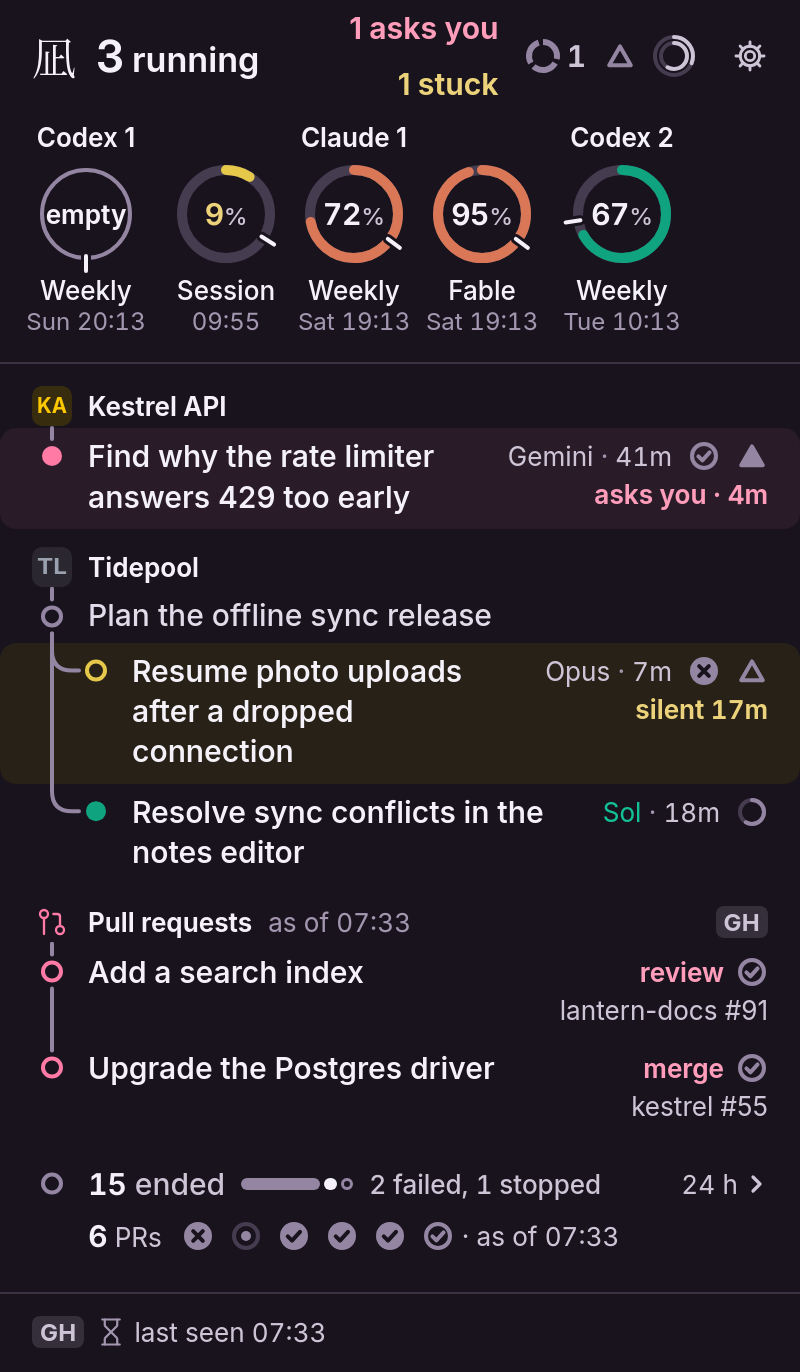 凪 3 running
1 asks you
1 stuck
1
Codex 1
Claude 1
Codex 2
empty
9%
72%
95%
67%
Weekly
Session
Weekly
Fable
Weekly
Sun 20:13
09:55
Sat 19:13
Sat 19:13
Tue 10:13
KA Kestrel API
Find why the rate limiter
answers 429 too early
Gemini · 41m
asks you · 4m
TL Tidepool
Plan the offline sync release
Resume photo uploads
after a dropped
connection
Opus · 7m
silent 17m
Resolve sync conflicts in the
notes editor
Sol · 18m
Pull requests as of 07:33 GH
Add a search index
review
lantern-docs #91
Upgrade the Postgres driver
merge
kestrel #55
15 ended 2 failed, 1 stopped 24 h
6 PRs · as of 07:33
GH last seen 07:33